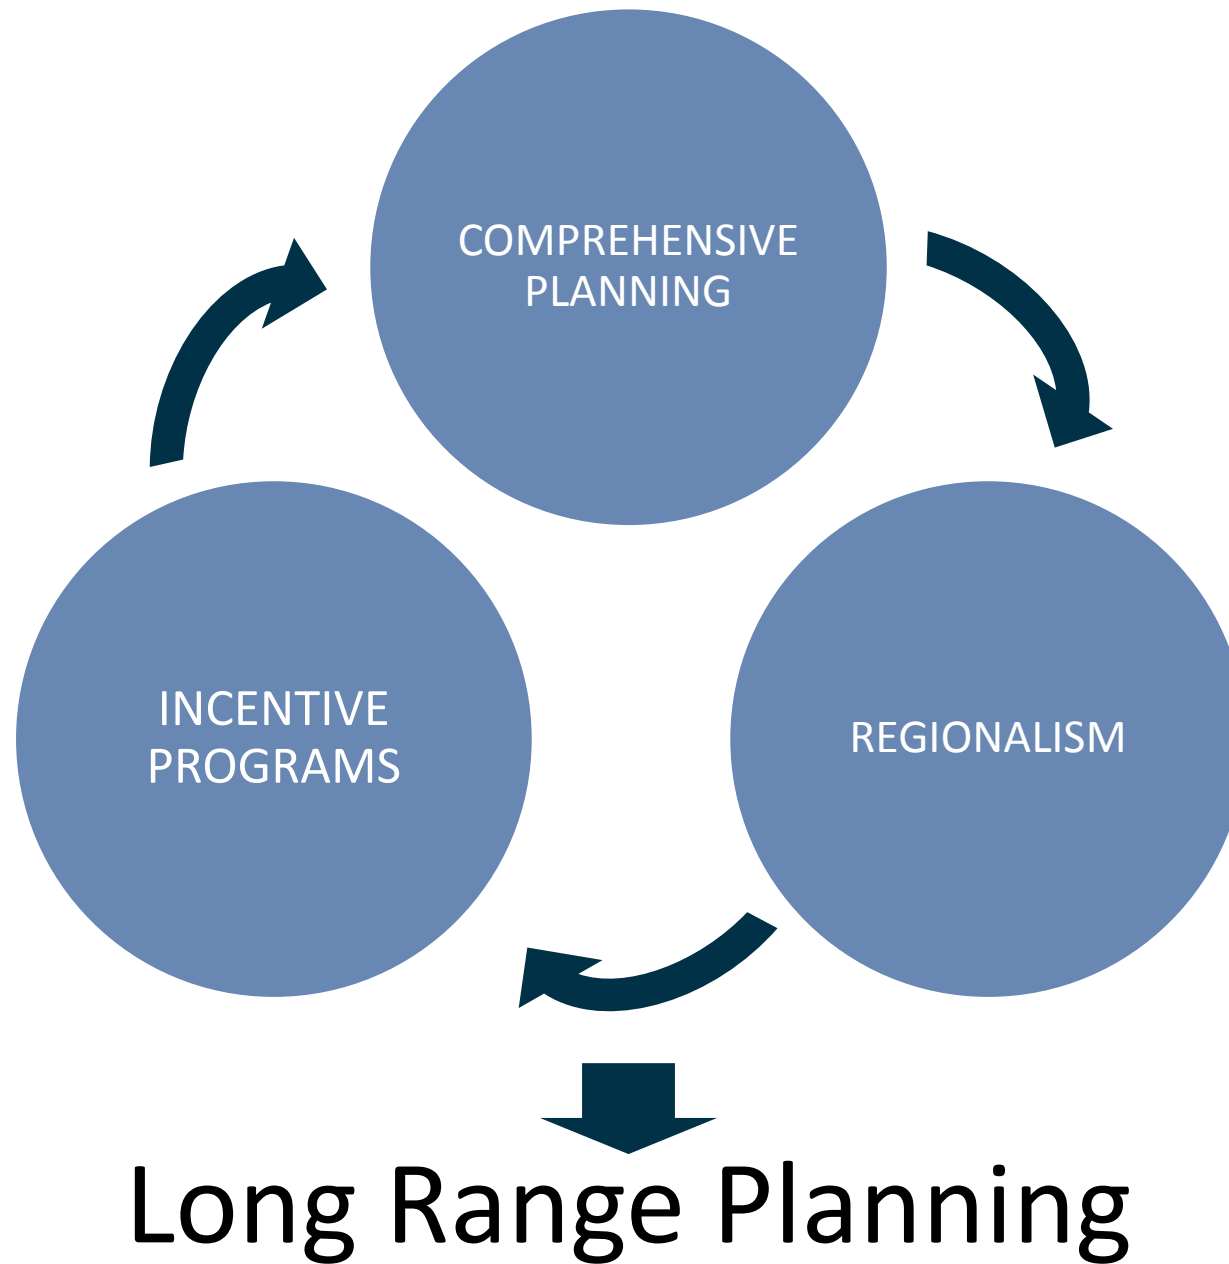 COMPREHENSIVE
PLANNING
INCENTIVE
PROGRAMS
REGIONALISM
Long Range Planning